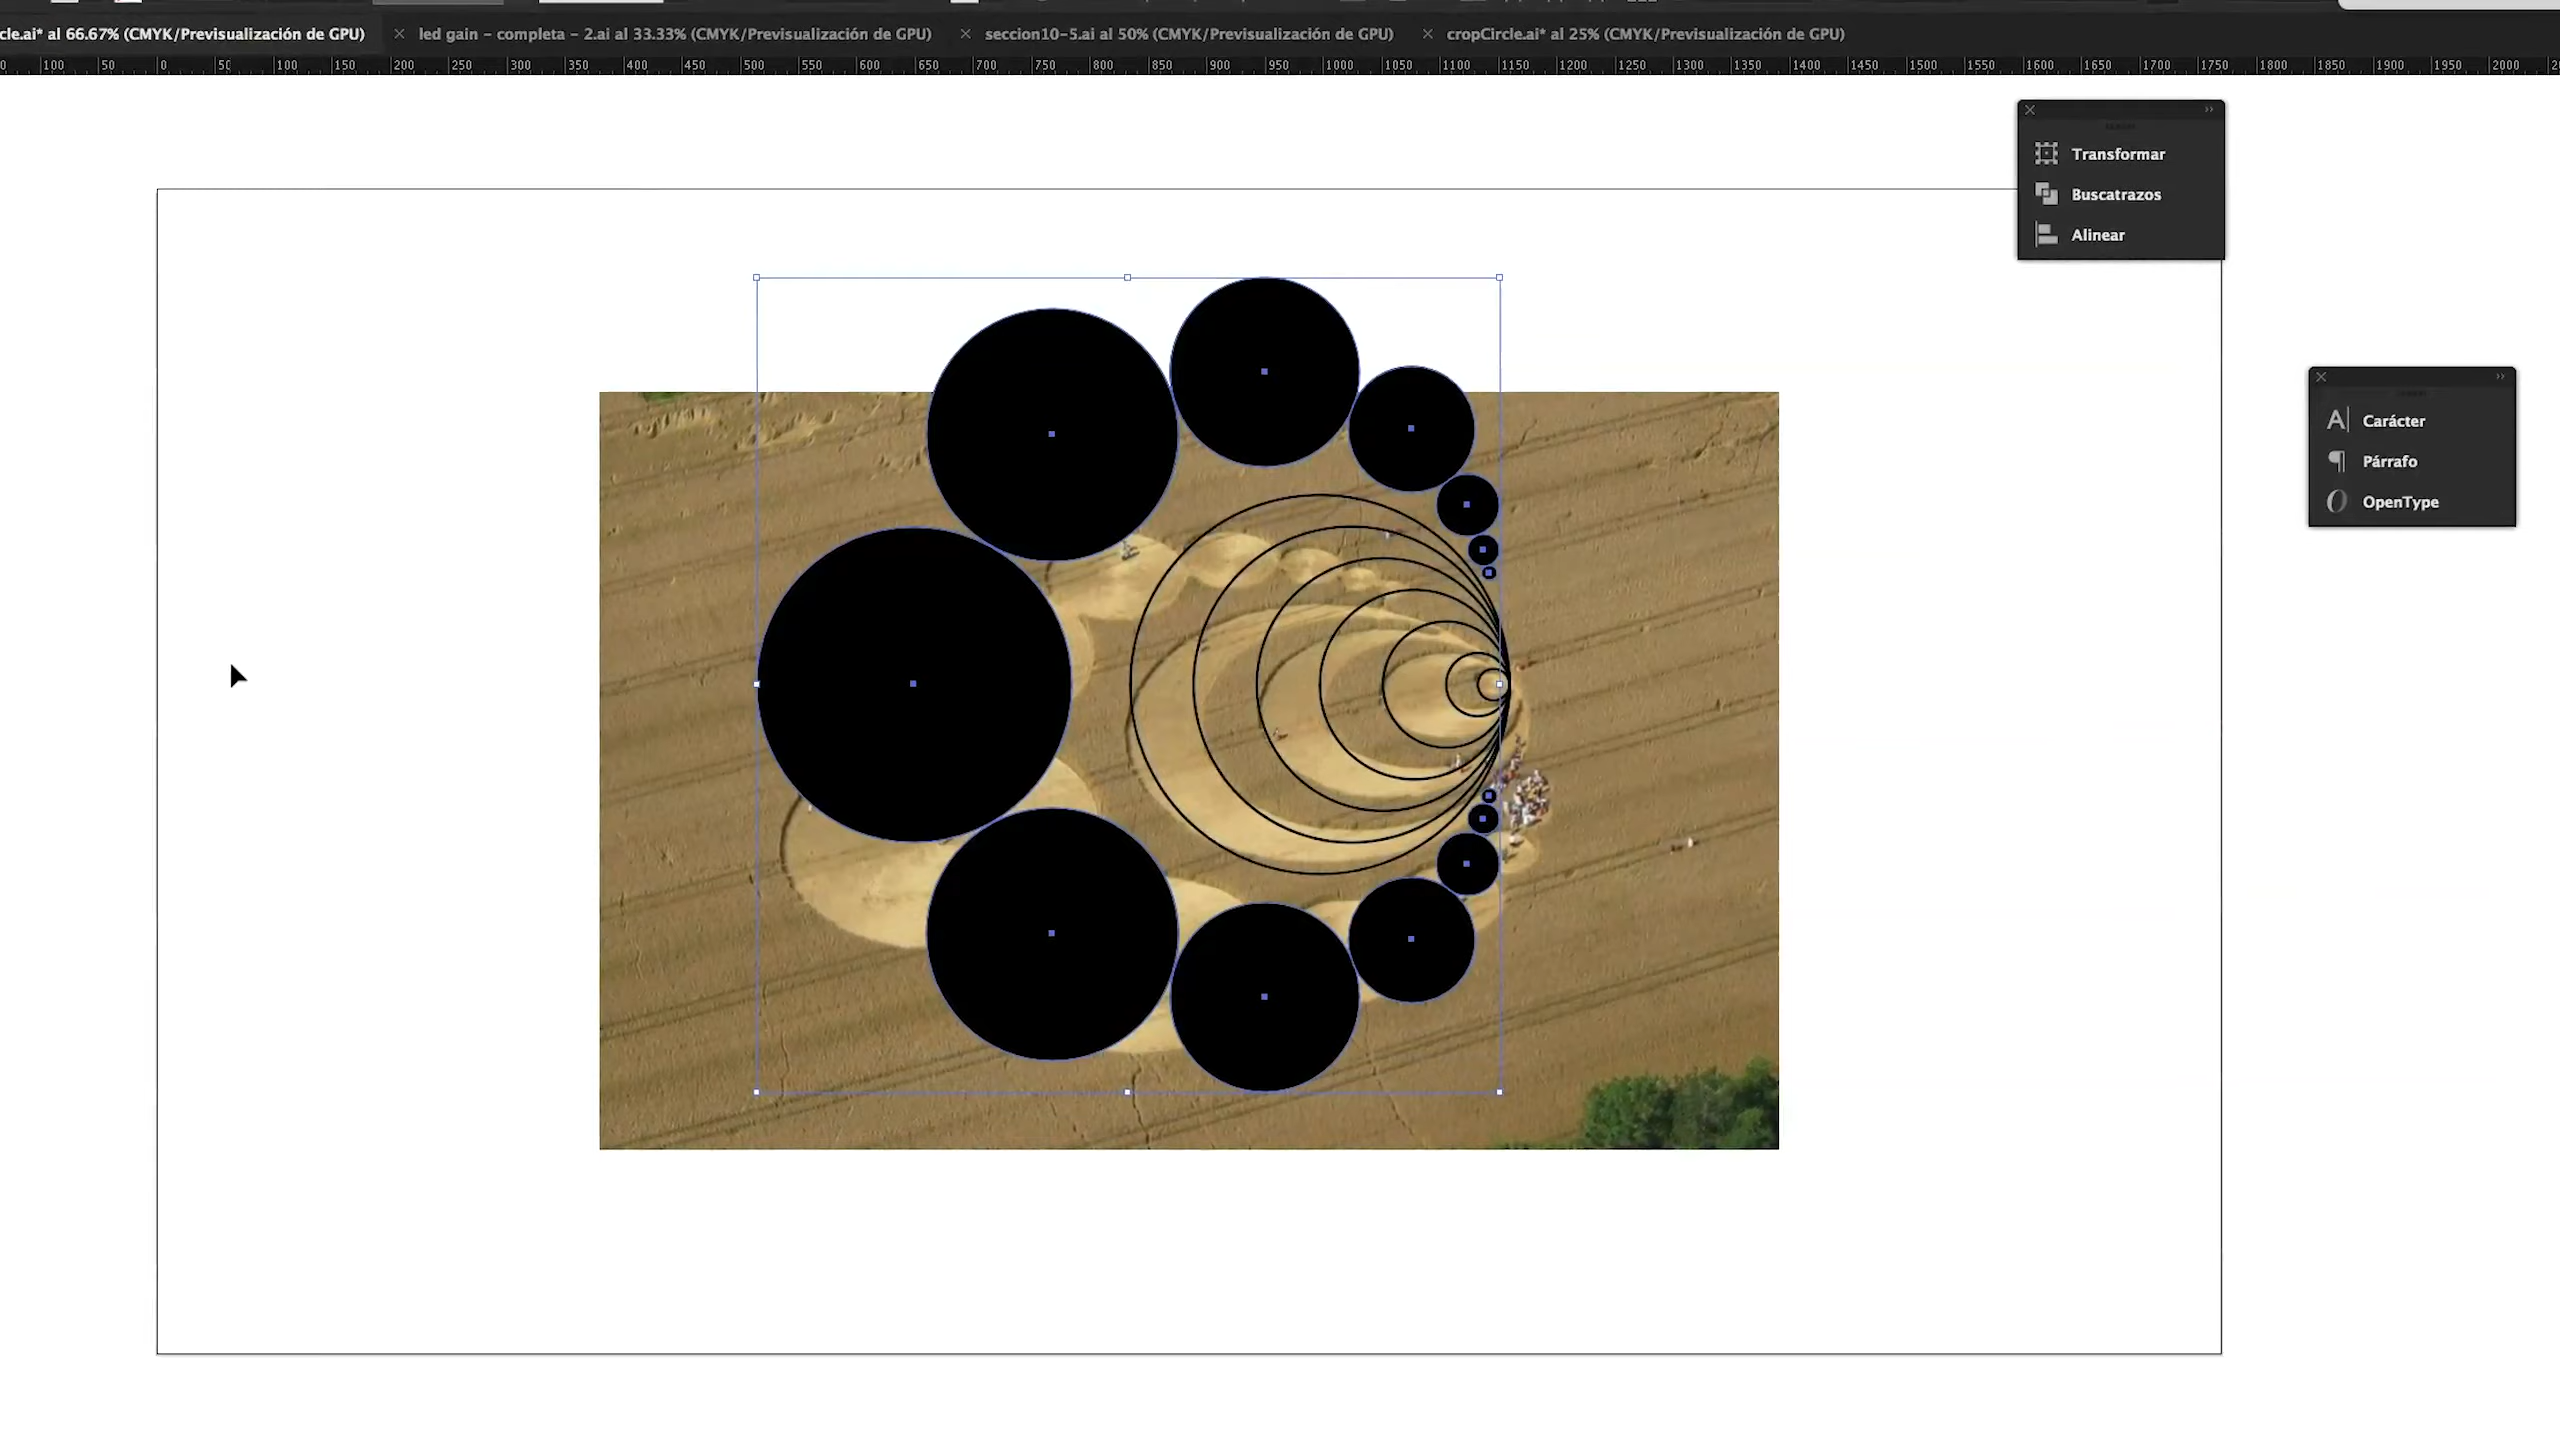 cle.ai* al 66.67% (CMYK/Previsualización de GPU)
led gain - completa - 2.ai al 33.33% (CMYK/Previsualización de GPU)
seccion10-5.ai al 50% (CMYK/Previsualización de GPU)
cropCircle.ai* al 25% (CMYK/Previsualización de GPU)
0 100 50 0 50 100 150 200 250 300 350 400 450 500 550 600 650 700 750 800 850 900 950 1000 1050 1100 1150 1200 1250 1300 1350 1400 1450 1500 1550 1600 1650 1700 1750 1800 1850 1900 1950 2000
Transformar
Buscatrazos
Alinear
Carácter
Párrafo
OpenType